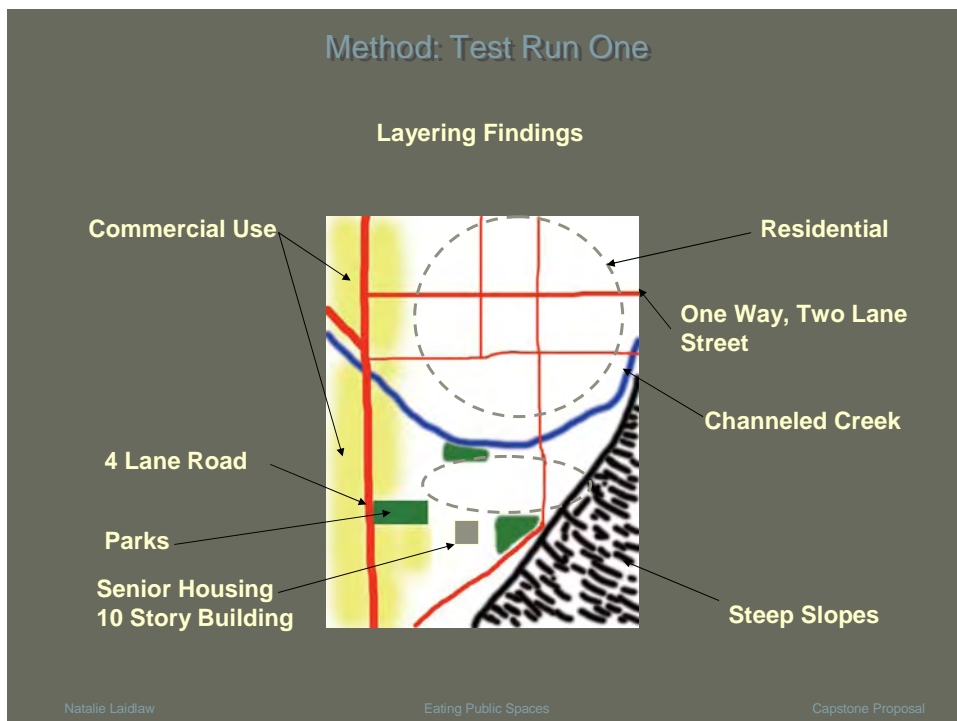 Method: Test Run One
Layering Findings
Commercial Use
Residential
One Way, Two Lane
Street
Channeled Creek
4 Lane Road
Parks
Senior Housing
10 Story Building
Steep Slopes
Natalie Laidlaw
Eating Public Spaces
Capstone Proposal